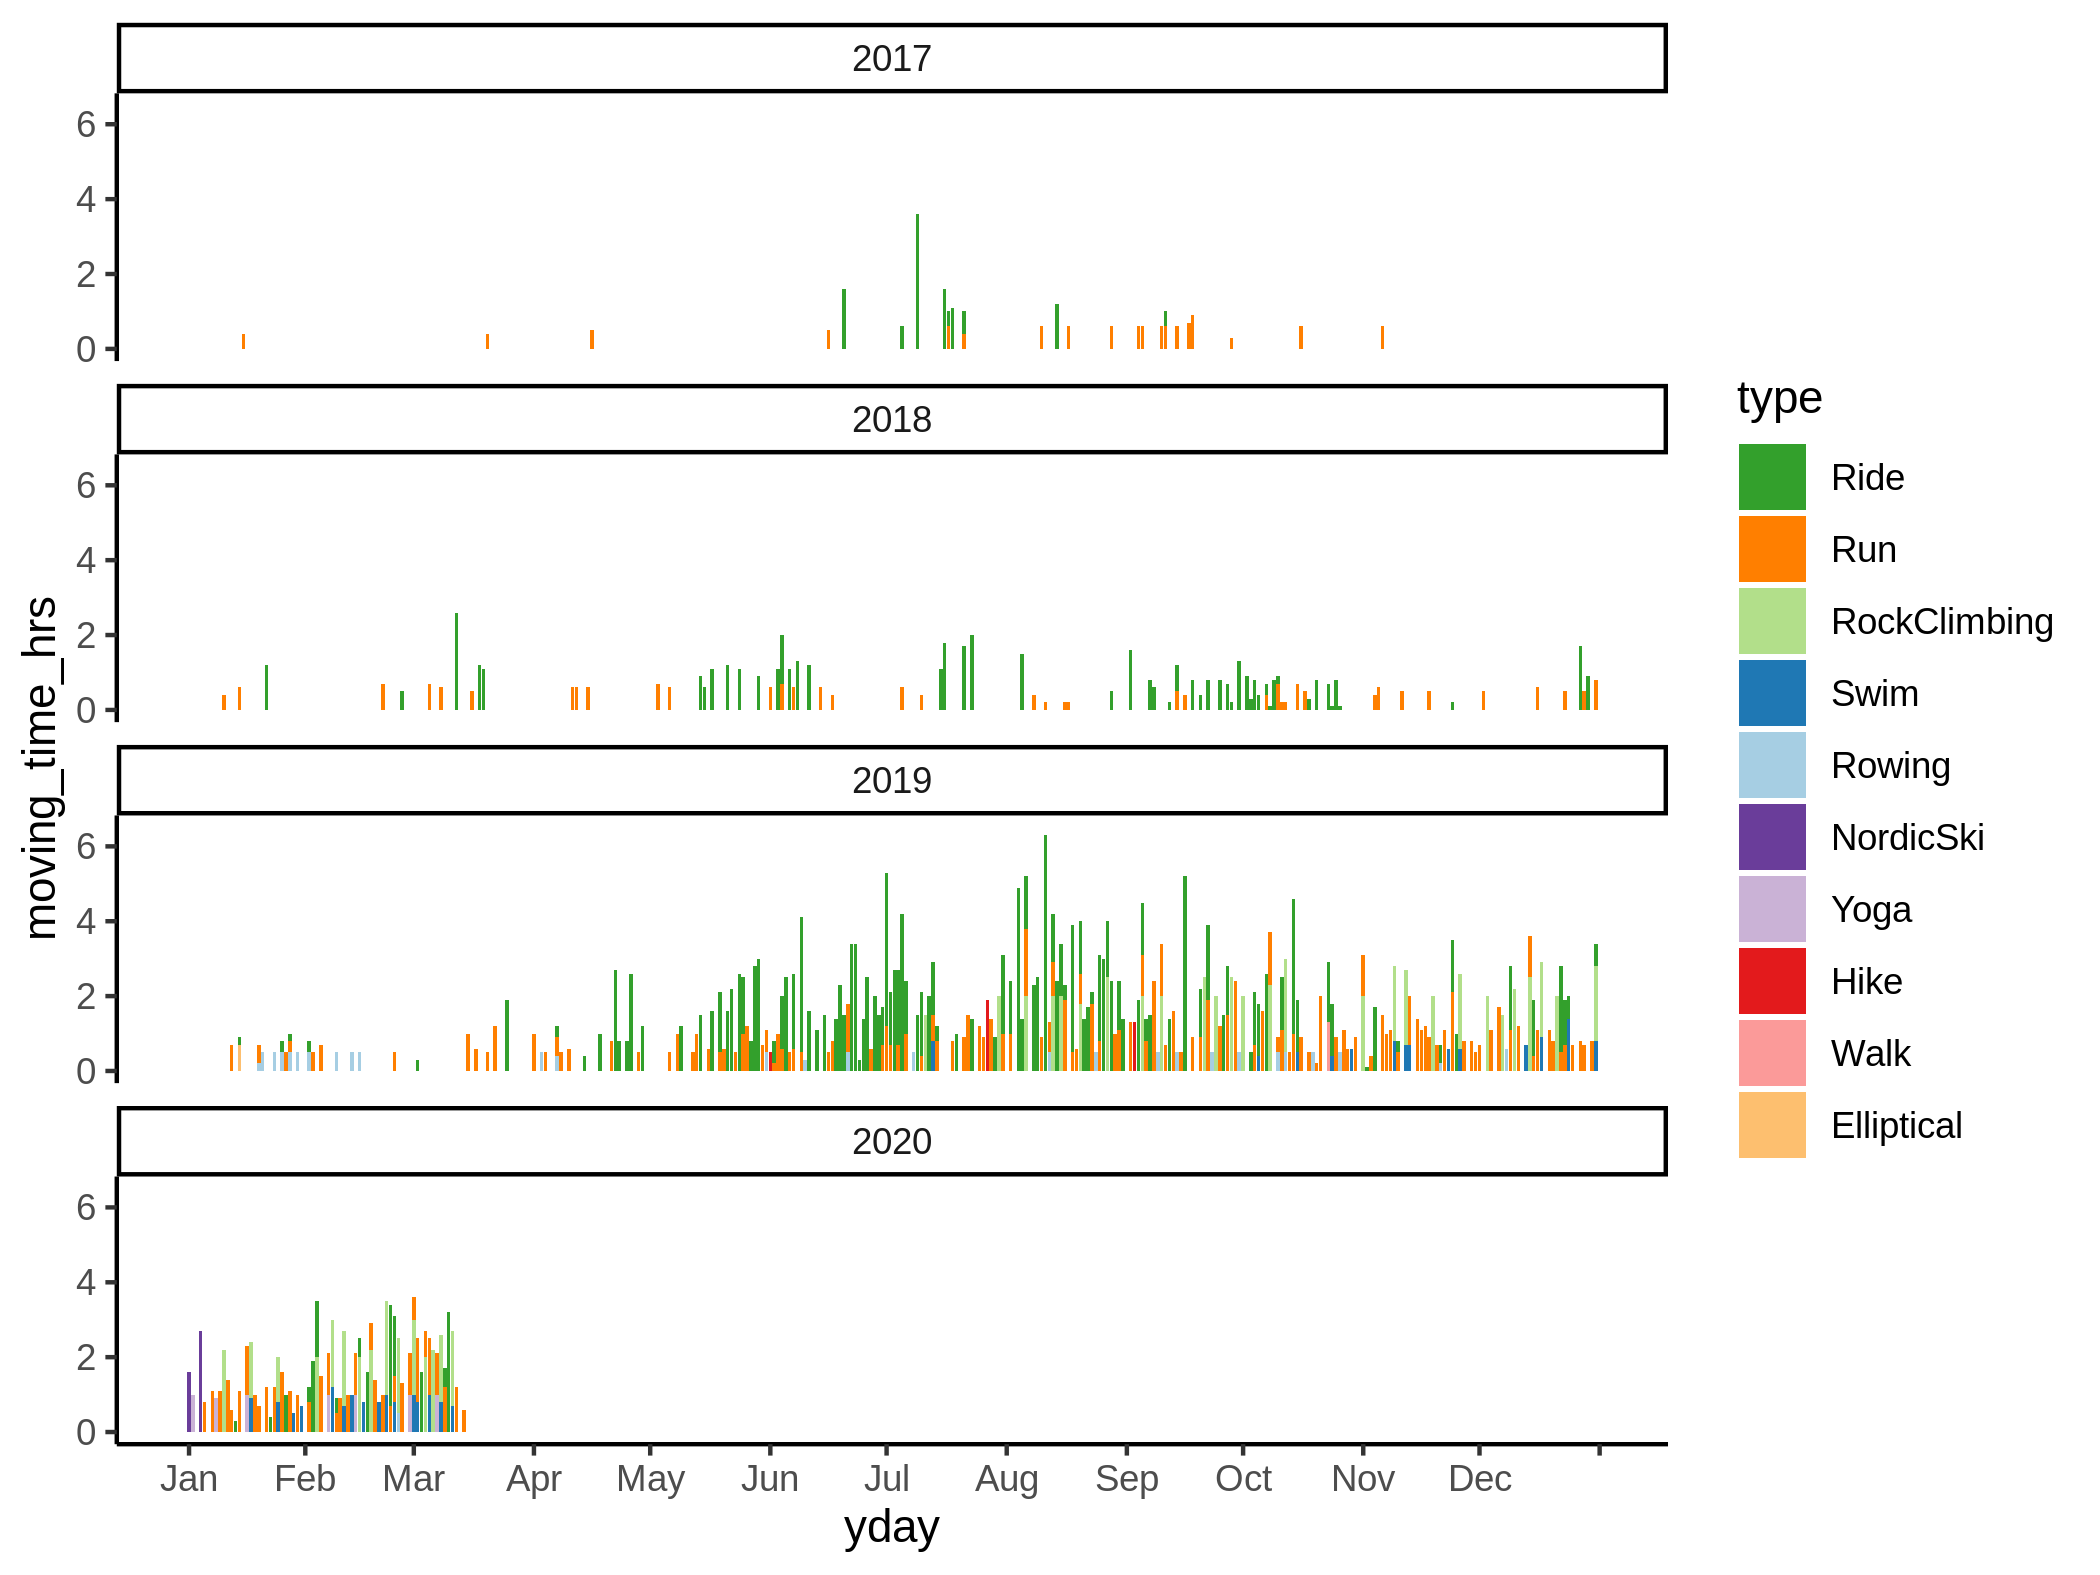 2017
6
4
2
0
2018
6
4
2
0
2019
6
4
2
0
2020
6
4
2
0
Jan Feb Mar Apr May Jun Jul Aug Sep Oct Nov Dec
yday
moving_time_hrs
type
Ride
Run
RockClimbing
Swim
Rowing
NordicSki
Yoga
Hike
Walk
Elliptical